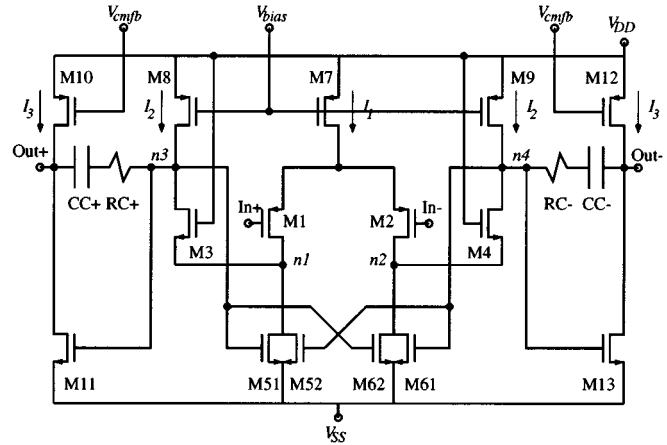 Vcmfb Vbias Vcmfb VDD
M10 M8 M7 M9 M12
I3 I2 I1 I2 I3
Out+ n3 n4 Out-
CC+ RC+ RC- CC-
In+ M1 M2 In-
M3 M4
n1 n2
M11 M51 M52 M62 M61 M13
VSS